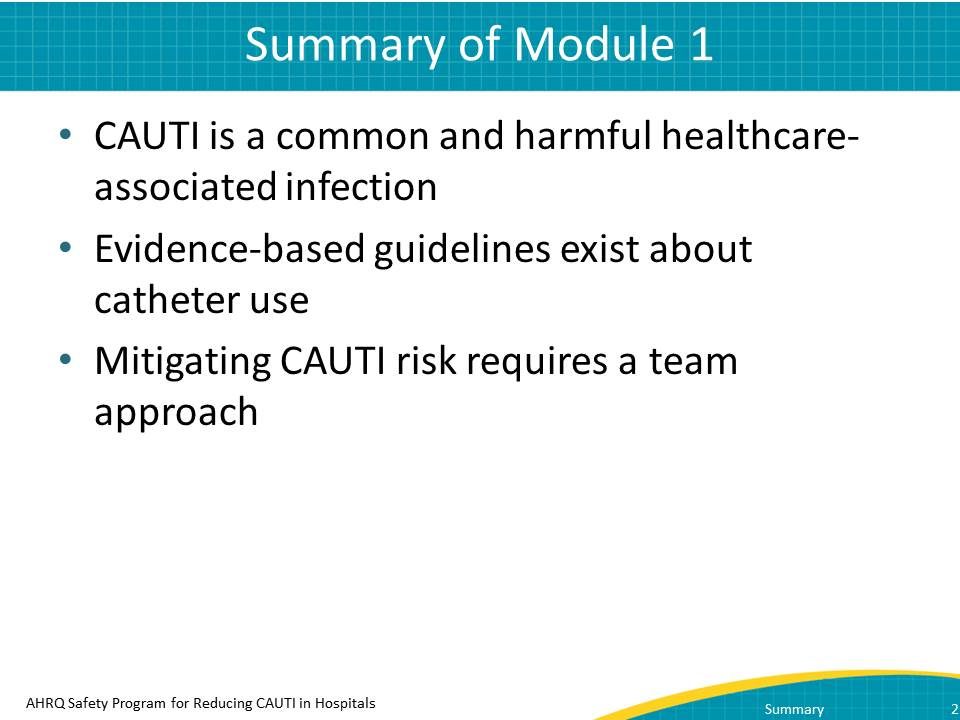 Summary of Module 1
• CAUTI is a common and harmful healthcare-
associated infection
• Evidence-based guidelines exist about
catheter use
• Mitigating CAUTI risk requires a team
approach
AHRQ Safety Program for Reducing CAUTI in Hospitals
Summary 2